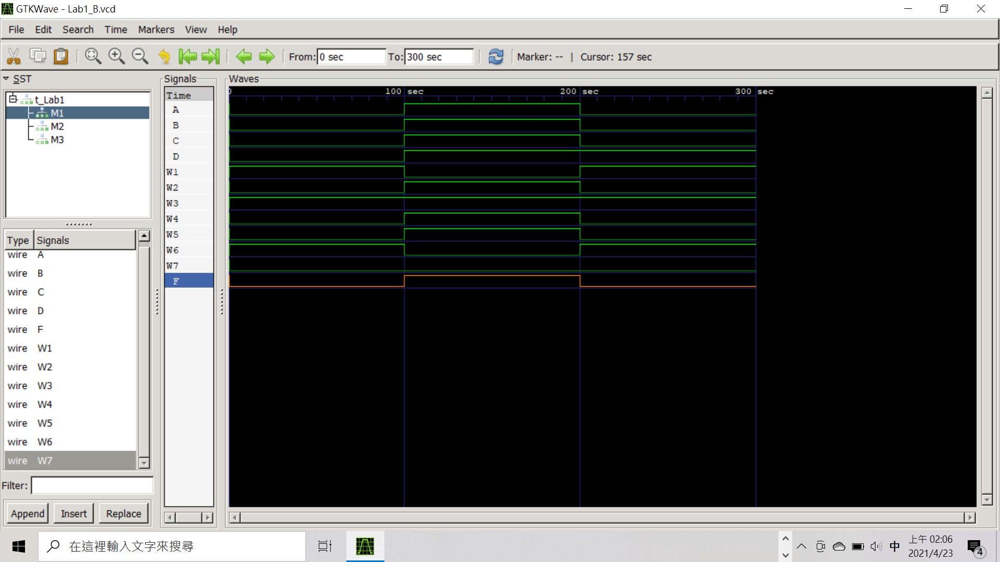 GTKWave - Lab1_B.vcd
File Edit Search Time Markers View Help
From: 0 sec To: 300 sec Marker: -- | Cursor: 157 sec
SST
t_Lab1
M1
M2
M3
Type Signals
wire A
wire B
wire C
wire D
wire F
wire W1
wire W2
wire W3
wire W4
wire W5
wire W6
wire W7
Filter:
Append Insert Replace
Signals
Time
A
B
C
D
W1
W2
W3
W4
W5
W6
W7
F
Waves
0 100 sec 200 sec 300 sec
在這裡輸入文字來搜尋
中
上午 02:06
2021/4/23
4